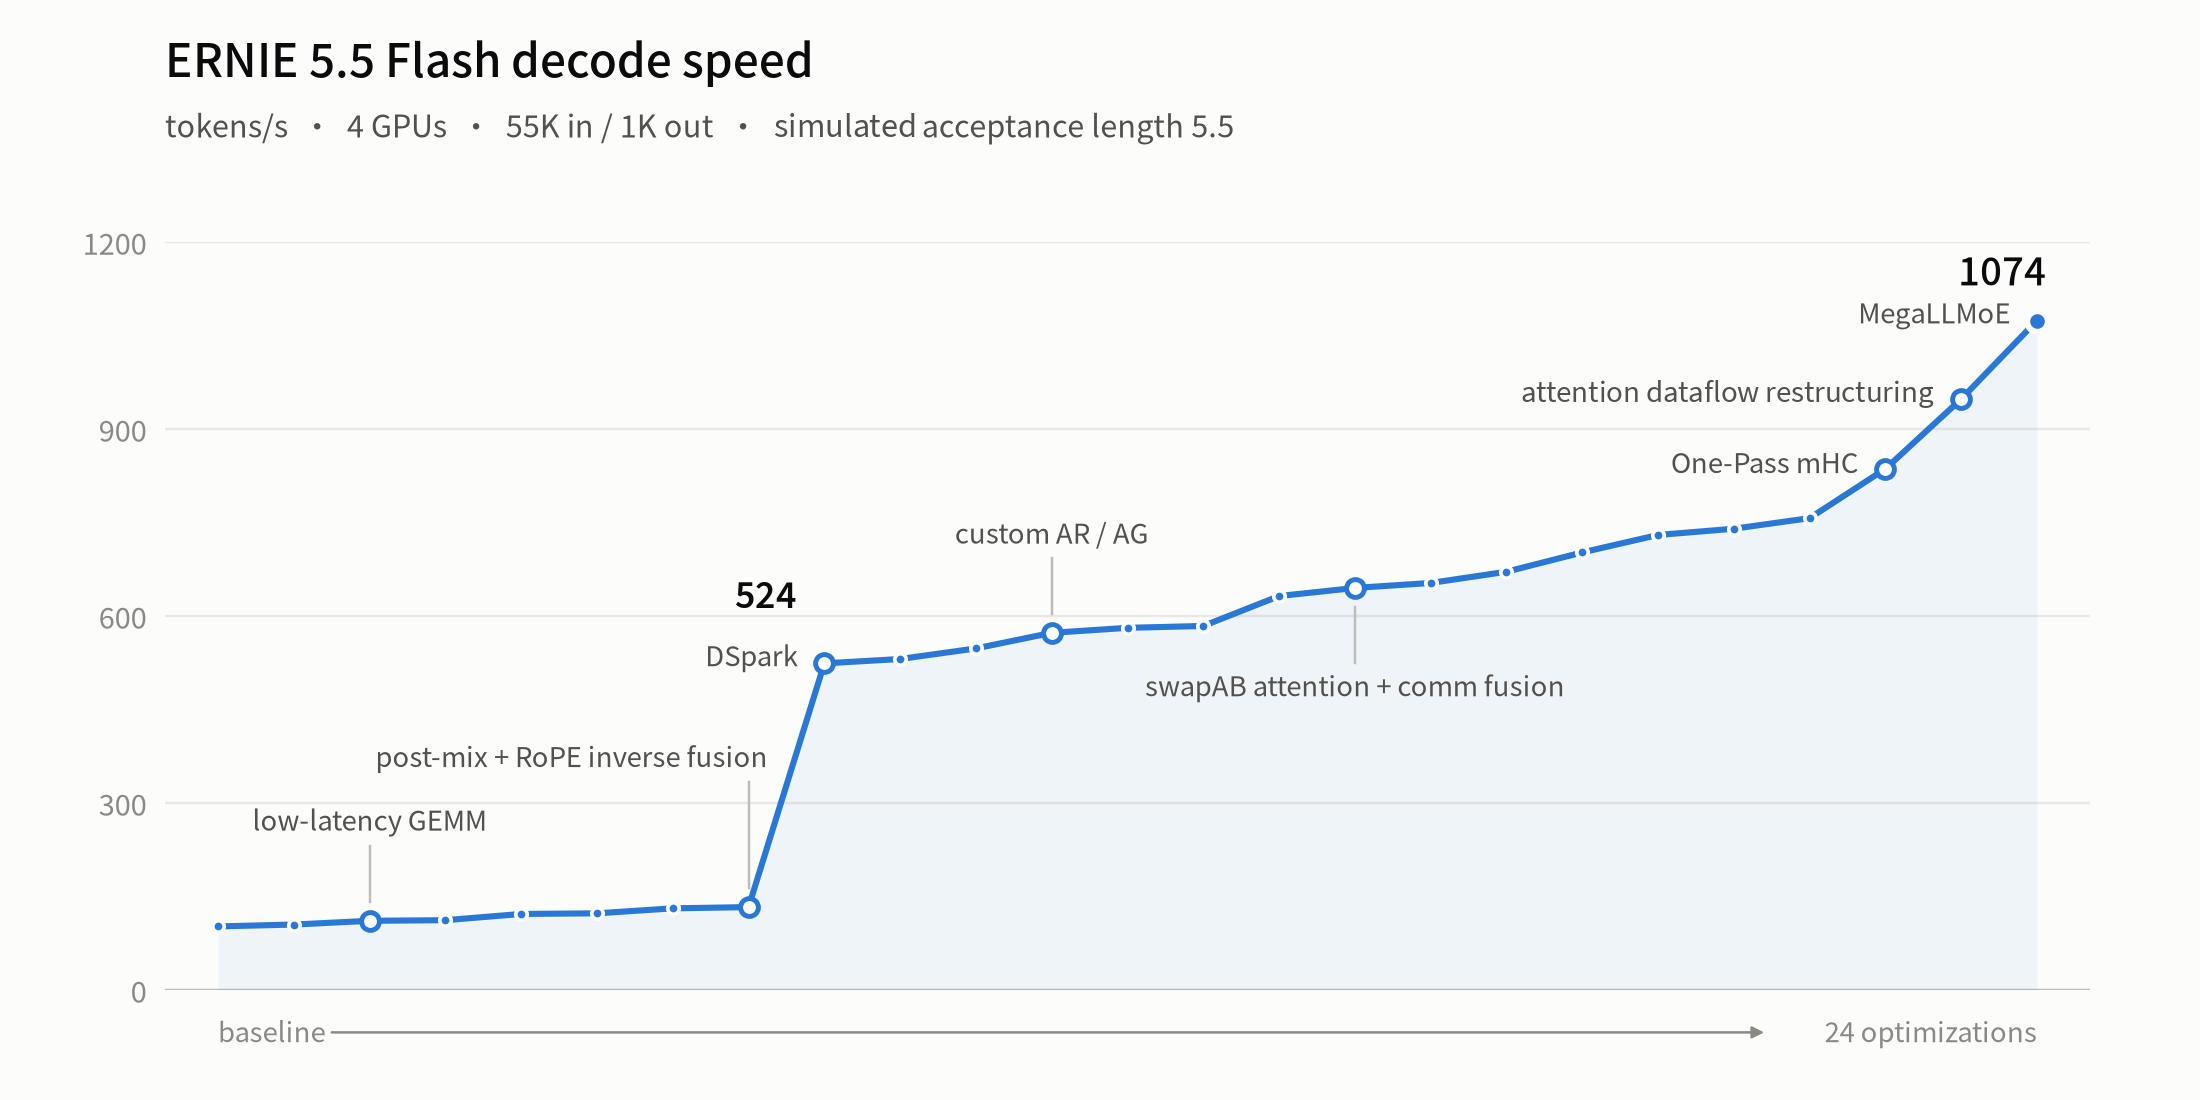 ERNIE 5.5 Flash decode speed
tokens/s • 4 GPUs • 55K in / 1K out • simulated acceptance length 5.5
1200
1074
MegaLLMoE
attention dataflow restructuring
900
One-Pass mHC
custom AR / AG
524
600
DSpark
swapAB attention + comm fusion
post-mix + RoPE inverse fusion
300
low-latency GEMM
0
baseline
24 optimizations